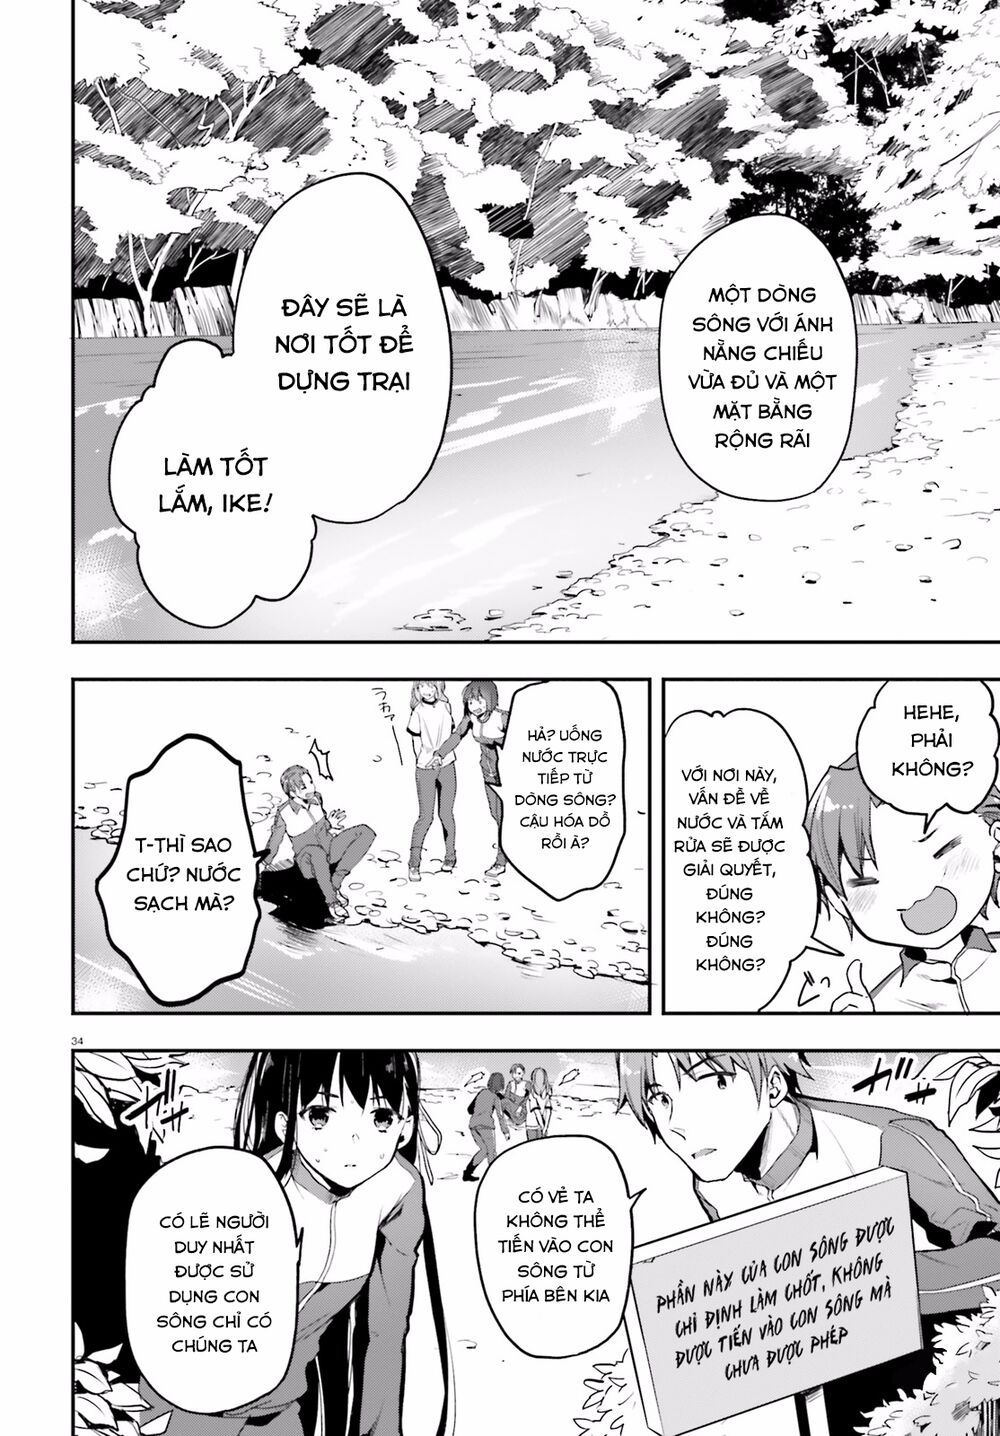 MỘT DÒNG
SÔNG VỚI ÁNH
NẮNG CHIẾU
VỪA ĐỦ VÀ MỘT
MẶT BẰNG
RỘNG RÃI
ĐÂY SẼ LÀ
NƠI TỐT ĐỂ
DỰNG TRẠI
LÀM TỐT
LẮM, IKE!
HEHE,
PHẢI
KHÔNG?
VỚI NƠI NÀY,
VẤN ĐỀ VỀ
NƯỚC VÀ TẮM
RỬA SẼ ĐƯỢC
GIẢI QUYẾT,
ĐÚNG
KHÔNG?
ĐÚNG
KHÔNG?
HẢ? UỐNG
NƯỚC TRỰC
TIẾP TỪ
DÒNG SÔNG?
CẬU HÓA DỒ
RỒI À?
うわぁ…
T-THÌ SAO
CHỨ? NƯỚC
SẠCH MÀ?
34
CÓ VẺ TA
KHÔNG THỂ
TIẾN VÀO CON
SÔNG TỪ
PHÍA BÊN KIA
PHẦN NÀY CỦA CON SÔNG ĐƯỢC
CHỈ ĐỊNH LÀM CHỐT, KHÔNG
ĐƯỢC TIẾN VÀO CON SÔNG MÀ
CHƯA ĐƯỢC PHÉP
CÓ LẼ NGƯỜI
DUY NHẤT
ĐƯỢC SỬ
DỤNG CON
SÔNG CHỈ CÓ
CHÚNG TA